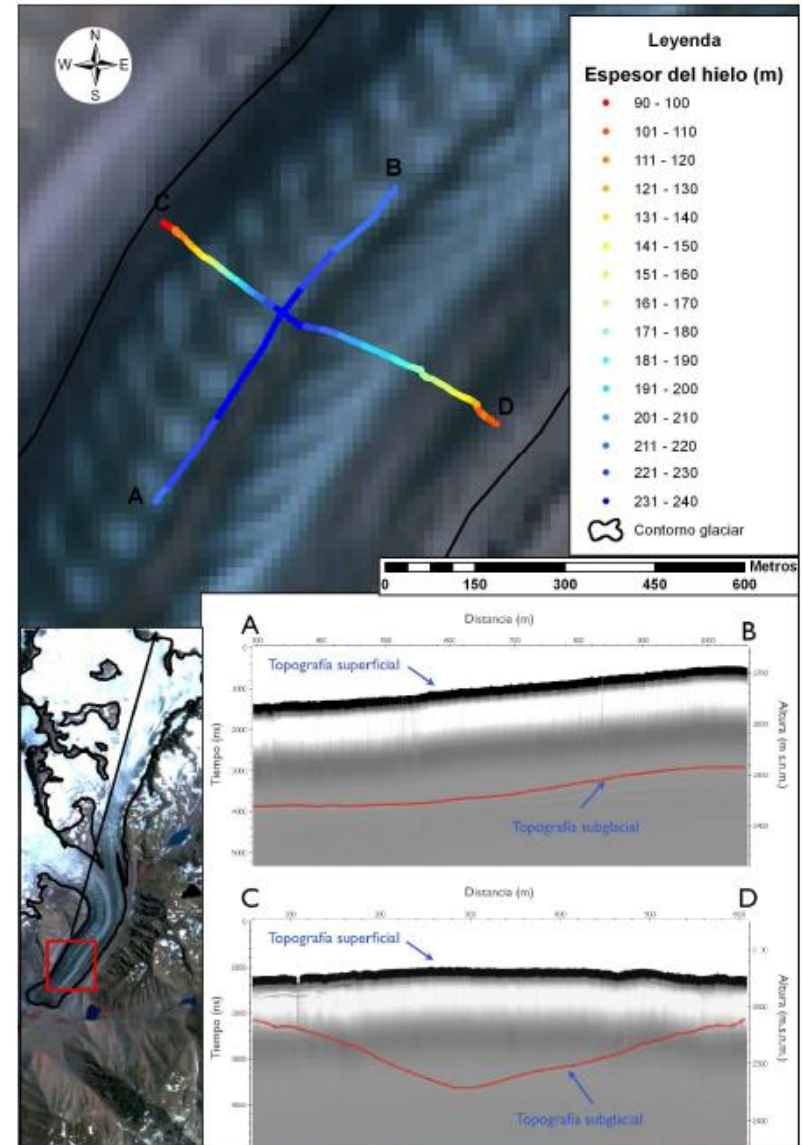 N
W E
S
C
B
A
D
Leyenda
Espesor del hielo (m)
90 - 100
101 - 110
111 - 120
121 - 130
131 - 140
141 - 150
151 - 160
161 - 170
171 - 180
181 - 190
191 - 200
201 - 210
211 - 220
221 - 230
231 - 240
Contorno glaciar
Metros
0 150 300 450 600
A Distancia (m) B
Topografía superficial
Tiempo (ns)
Altura (m s.n.m.)
Topografía subglacial
C Distancia (m) D
Topografía superficial
Tiempo (ns)
Altura (m.s.n.m.)
Topografía subglacial